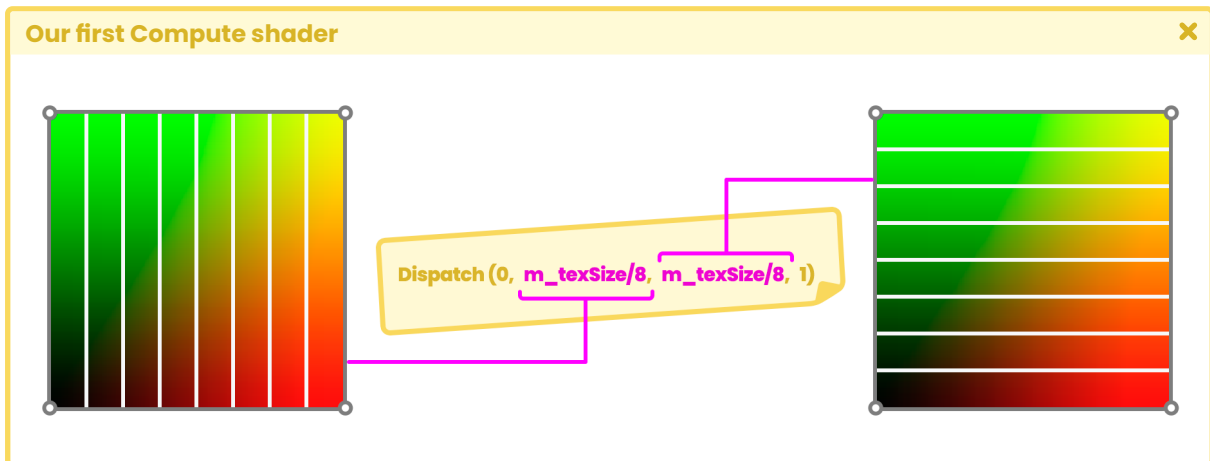 Our first Compute shader
Dispatch (0, m_texSize/8, m_texSize/8, 1)